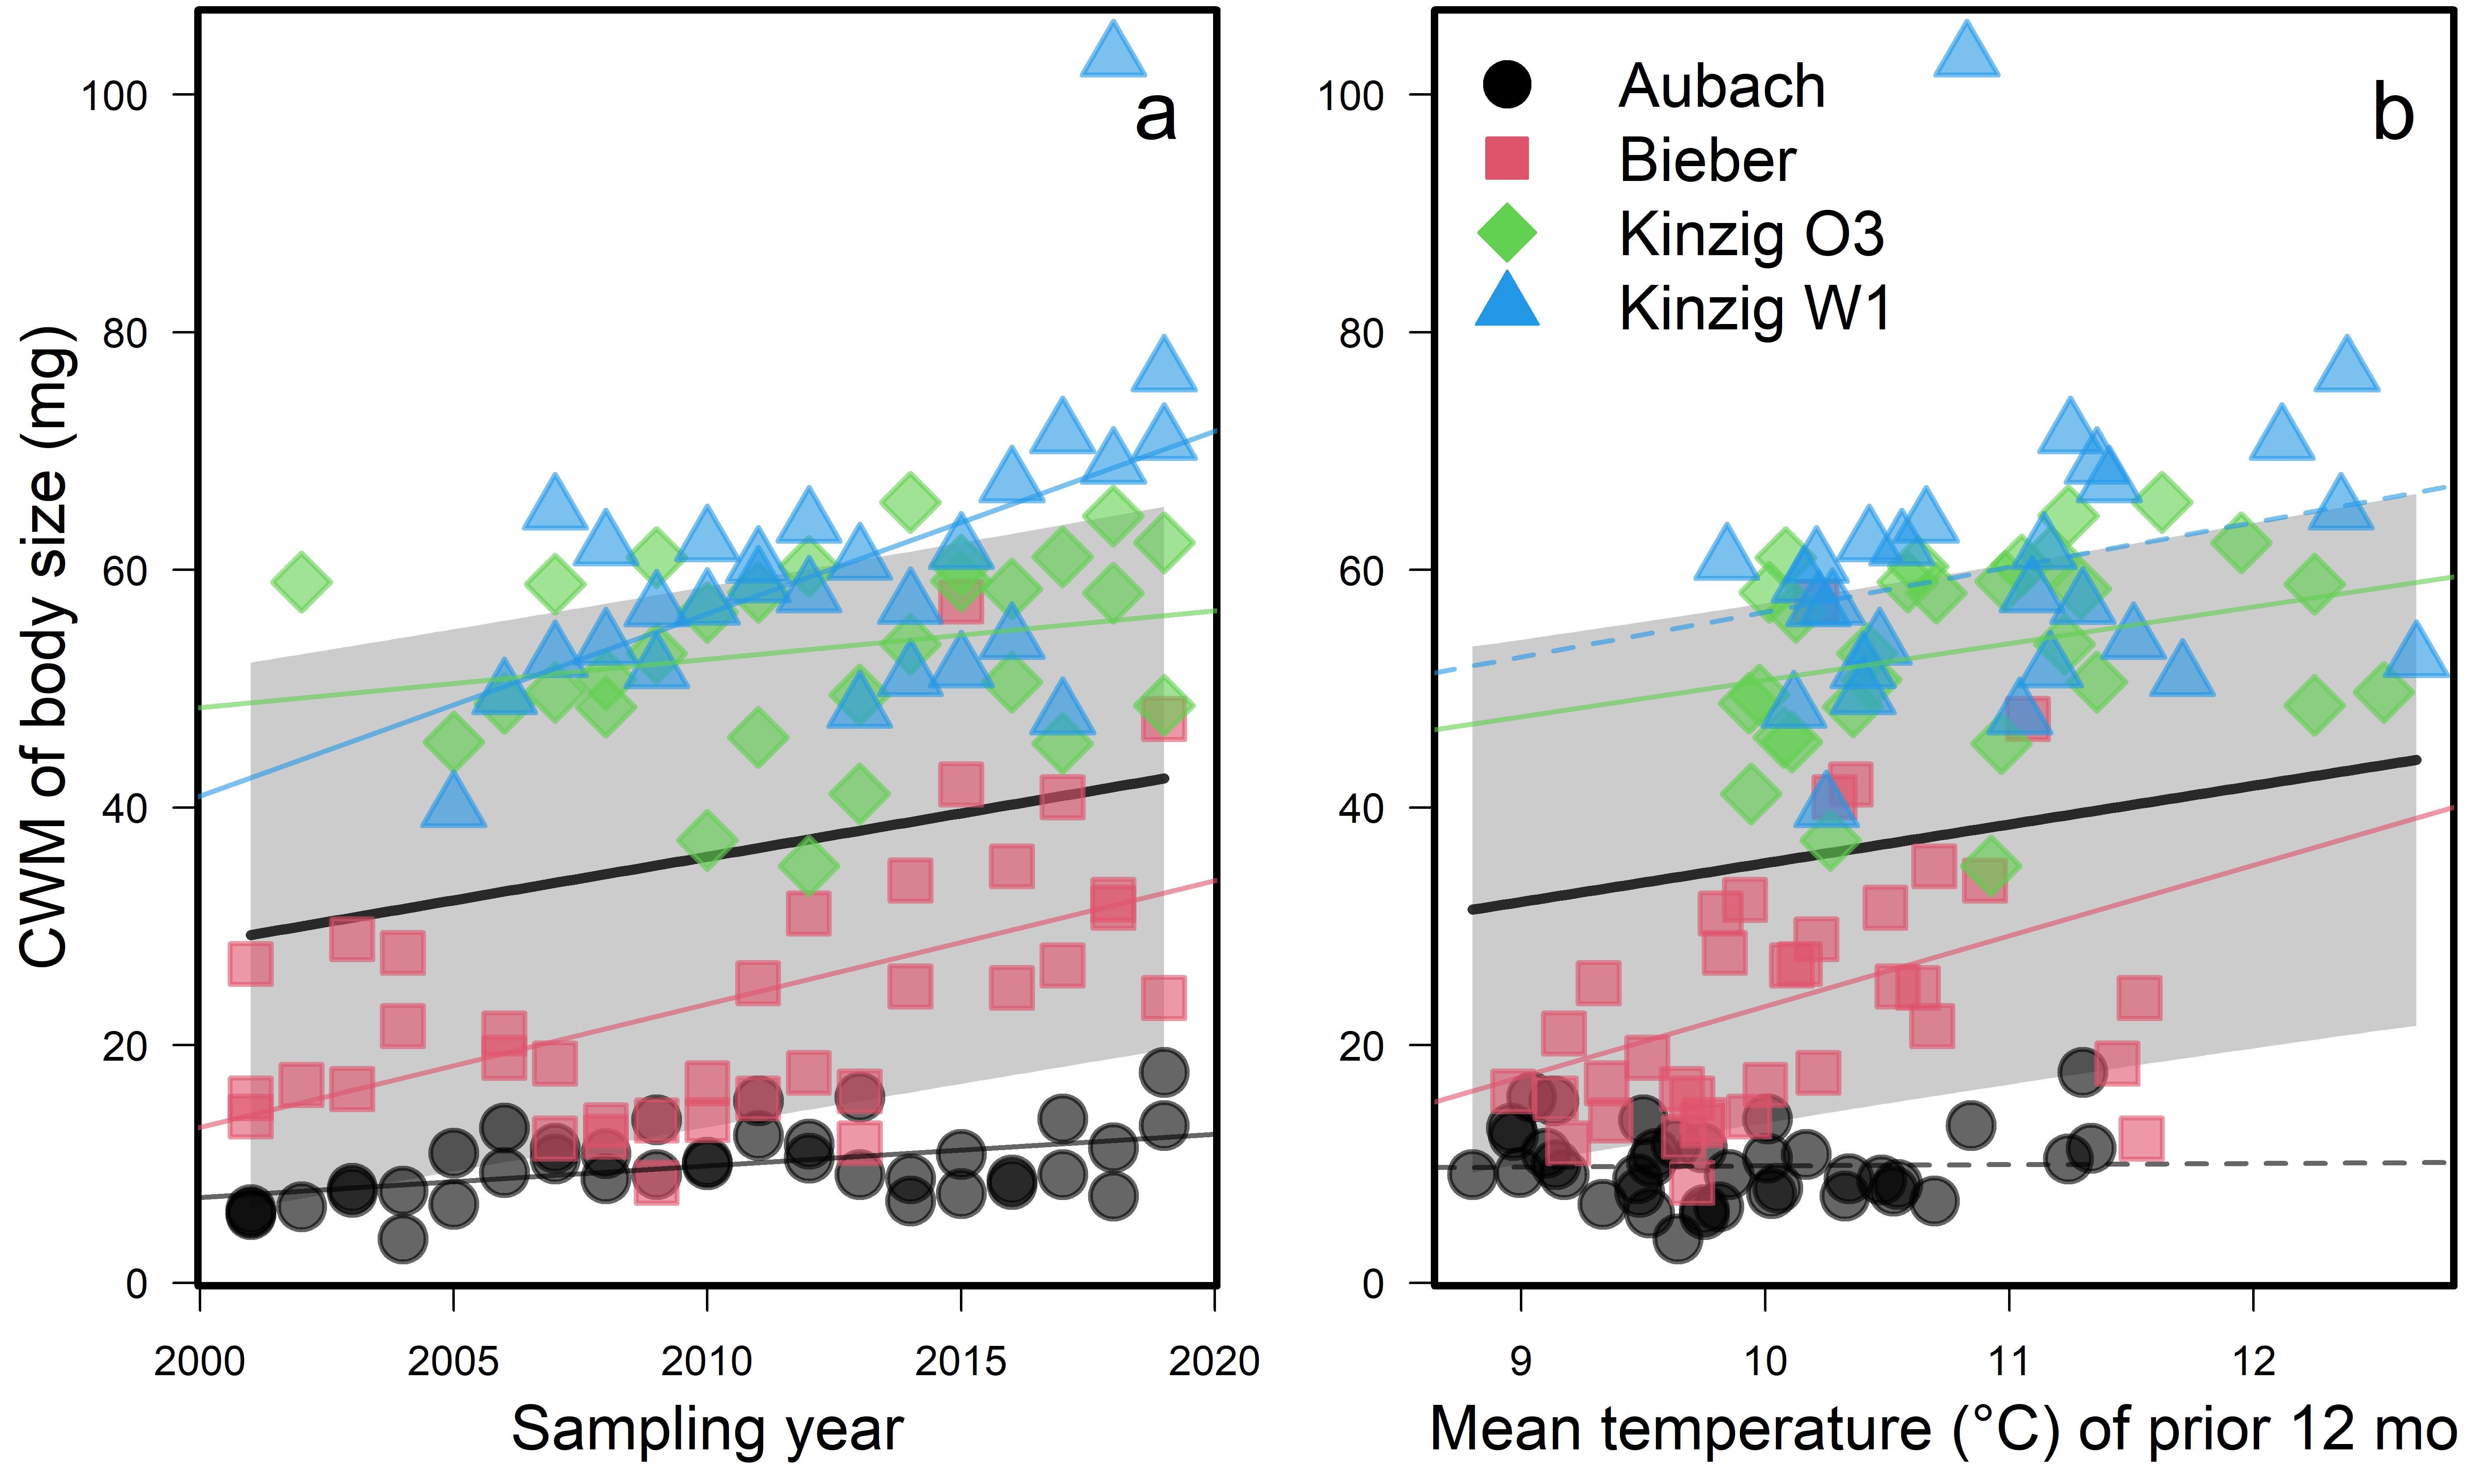 CWM of body size (mg)
100
80
60
40
20
0
a
2000
2005
2010
2015
2020
Sampling year
100
80
60
40
20
0
Aubach
Bieber
Kinzig O3
Kinzig W1
b
9
10
11
12
Mean temperature (°C) of prior 12 mo